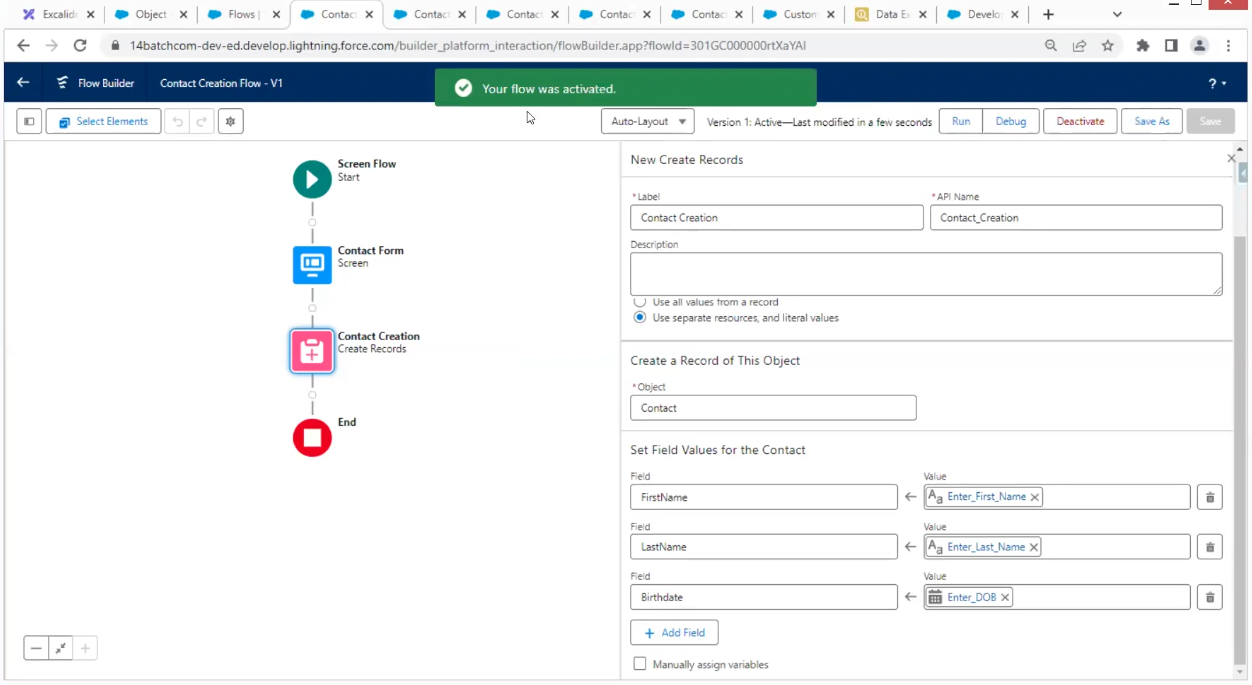 Excalid
Object
Flows |
Contac
Contac
Contac
Contac
Contac
Custom
Data Ex
Develop
14batchcom-dev-ed.develop.lightning.force.com/builder_platform_interaction/flowBuilder.app?flowId=301GC000000rtXaYAI
Flow Builder
Contact Creation Flow - V1
Your flow was activated.
?
Select Elements
Auto-Layout
Version 1: Active—Last modified in a few seconds
Run
Debug
Deactivate
Save As
Save
Screen Flow
Start
Contact Form
Screen
Contact Creation
Create Records
End
New Create Records
*Label
*API Name
Contact Creation
Contact_Creation
Description
Use all values from a record
Use separate resources, and literal values
Create a Record of This Object
*Object
Contact
Set Field Values for the Contact
Field
Value
FirstName
Aa Enter_First_Name
Field
Value
LastName
Aa Enter_Last_Name
Field
Value
Birthdate
Enter_DOB
+ Add Field
Manually assign variables